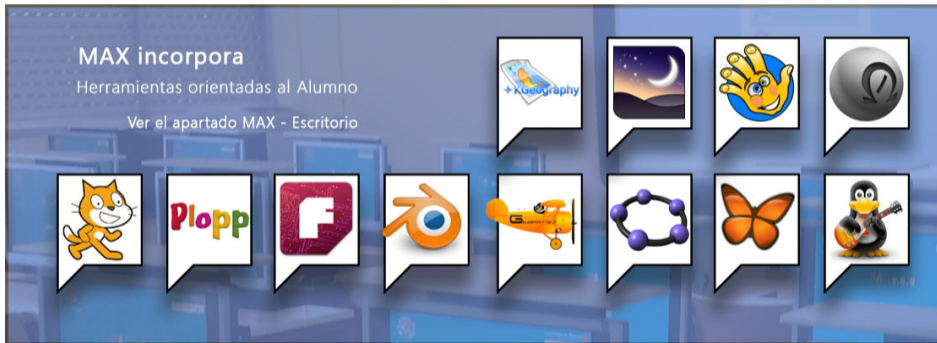 MAX incorpora
Herramientas orientadas al Alumno
Ver el apartado MAX - Escritorio
KGeography
Plopp
F